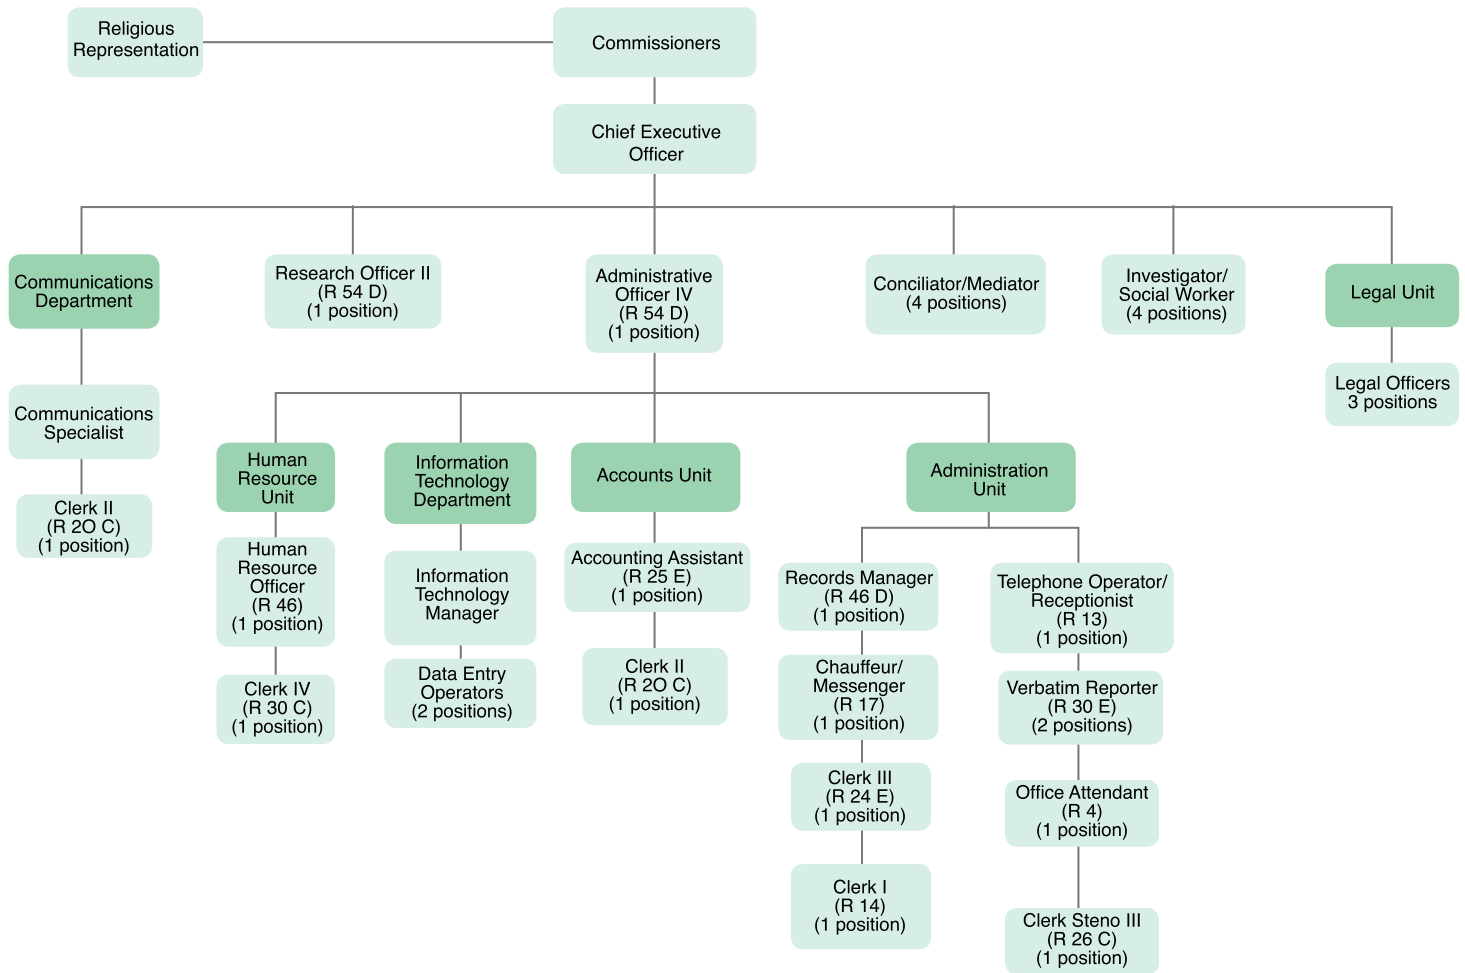 Religious
Representation
Commissioners
Chief Executive
Officer
Communications
Department
Research Officer II
(R 54 D)
(1 position)
Administrative
Officer IV
(R 54 D)
(1 position)
Conciliator/Mediator
(4 positions)
Investigator/
Social Worker
(4 positions)
Legal Unit
Communications
Specialist
Legal Officers
3 positions
Clerk II
(R 2O C)
(1 position)
Human
Resource
Unit
Information
Technology
Department
Accounts Unit
Administration
Unit
Human
Resource
Officer
(R 46)
(1 position)
Clerk IV
(R 30 C)
(1 position)
Information
Technology
Manager
Data Entry
Operators
(2 positions)
Accounting Assistant
(R 25 E)
(1 position)
Clerk II
(R 2O C)
(1 position)
Records Manager
(R 46 D)
(1 position)
Chauffeur/
Messenger
(R 17)
(1 position)
Clerk III
(R 24 E)
(1 position)
Clerk I
(R 14)
(1 position)
Telephone Operator/
Receptionist
(R 13)
(1 position)
Verbatim Reporter
(R 30 E)
(2 positions)
Office Attendant
(R 4)
(1 position)
Clerk Steno III
(R 26 C)
(1 position)